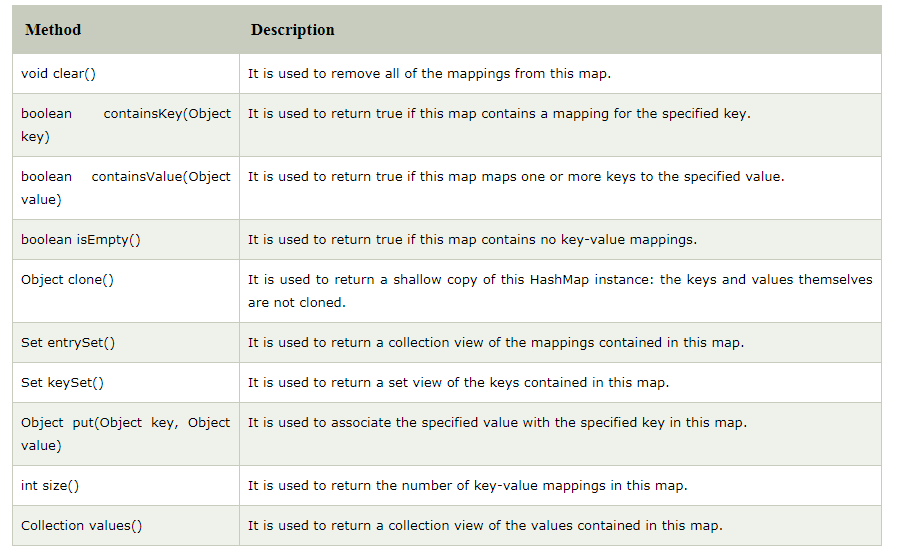 Method Description
void clear() It is used to remove all of the mappings from this map.
boolean containsKey(Object It is used to return true if this map contains a mapping for the specified key.
key)
boolean containsValue(Object It is used to return true if this map maps one or more keys to the specified value.
value)
boolean isEmpty() It is used to return true if this map contains no key-value mappings.
Object clone() It is used to return a shallow copy of this HashMap instance: the keys and values themselves
are not cloned.
Set entrySet() It is used to return a collection view of the mappings contained in this map.
Set keySet() It is used to return a set view of the keys contained in this map.
Object put(Object key, Object It is used to associate the specified value with the specified key in this map.
value)
int size() It is used to return the number of key-value mappings in this map.
Collection values() It is used to return a collection view of the values contained in this map.